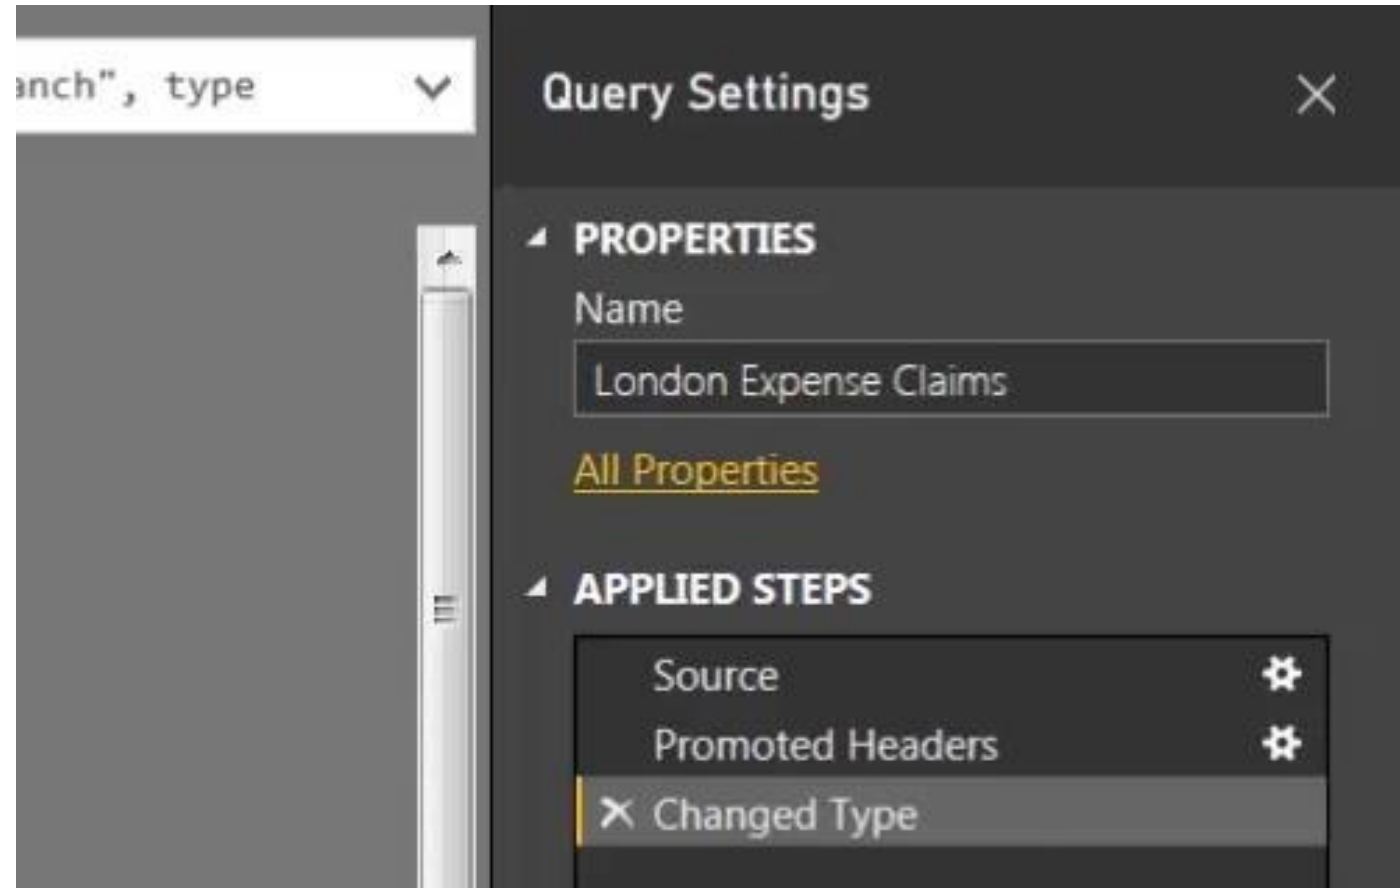 anch", type
Query Settings
PROPERTIES
Name
London Expense Claims
All Properties
APPLIED STEPS
Source
Promoted Headers
Changed Type